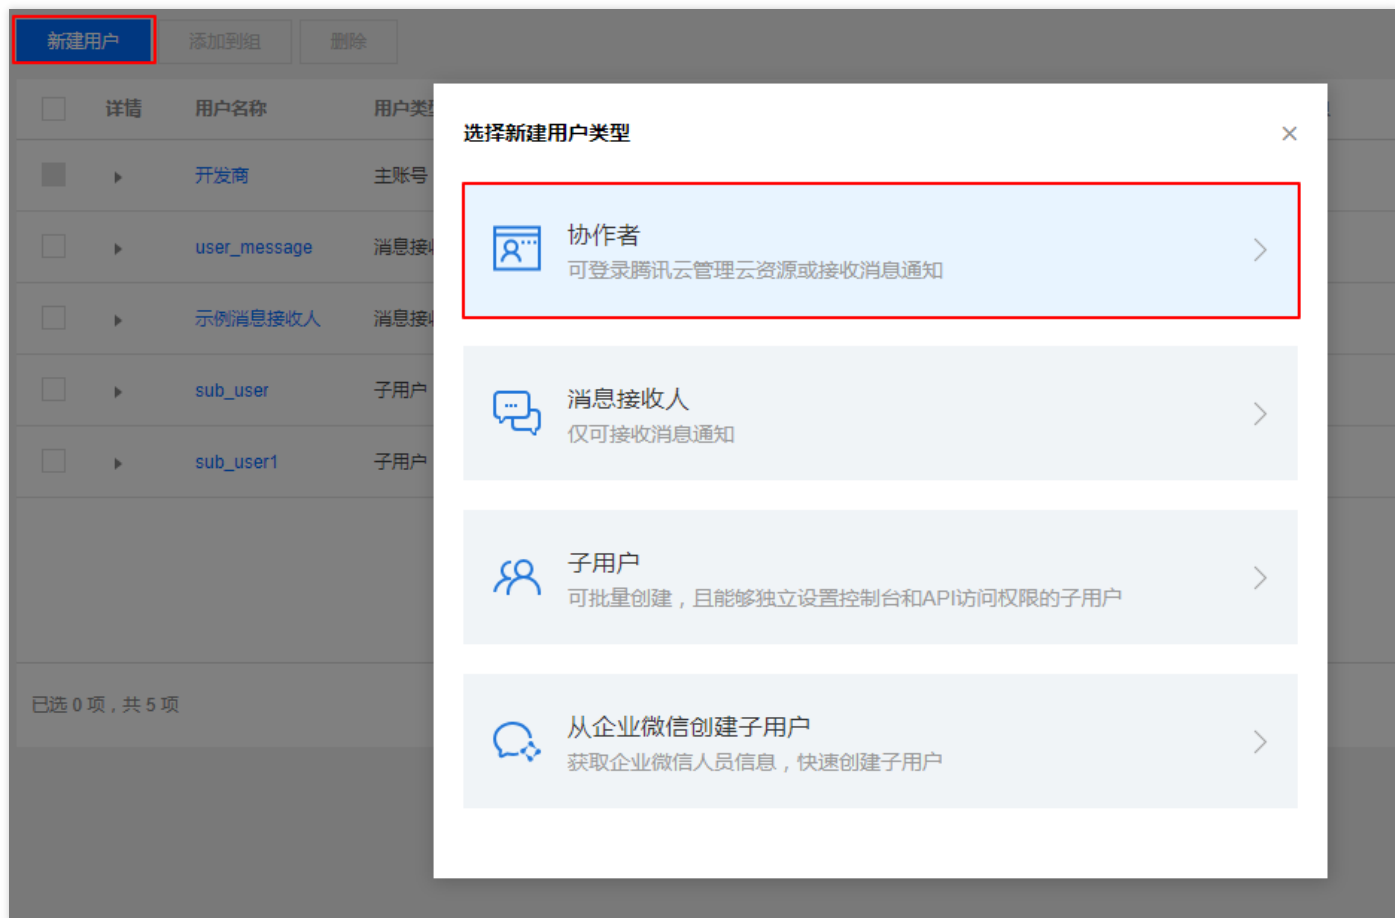 新建用户 添加到组 删除
详情 用户名称 用户类
选择新建用户类型
开发商 主账号
协作者
可登录腾讯云管理云资源或接收消息通知
user_message 消息接
示例消息接收人 消息接
消息接收人
仅可接收消息通知
sub_user 子用户
sub_user1 子用户
子用户
可批量创建，且能够独立设置控制台和API访问权限的子用户
已选 0 项，共 5 项
从企业微信创建子用户
获取企业微信人员信息，快速创建子用户